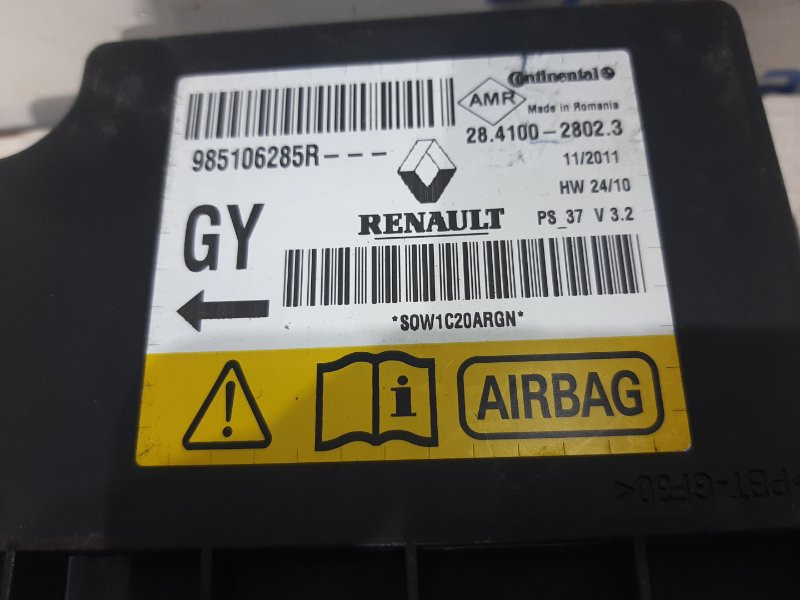 Continental
AMR
Made in Romania
28.4100-2802.3
985106285R---
11/2011
HW 24/10
GY
RENAULT
PS_37 V 3.2
*S0W1C20ARGN*
! i AIRBAG
>PBT-GF30<